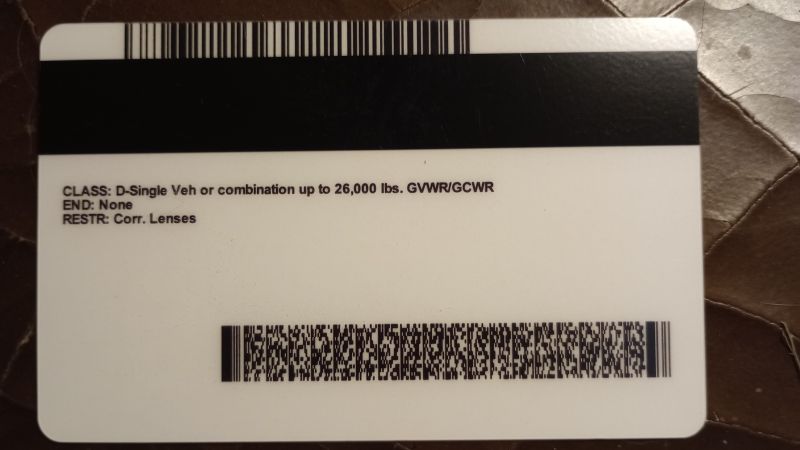 CLASS: D-Single Veh or combination up to 26,000 lbs. GVWR/GCWR
END: None
RESTR: Corr. Lenses